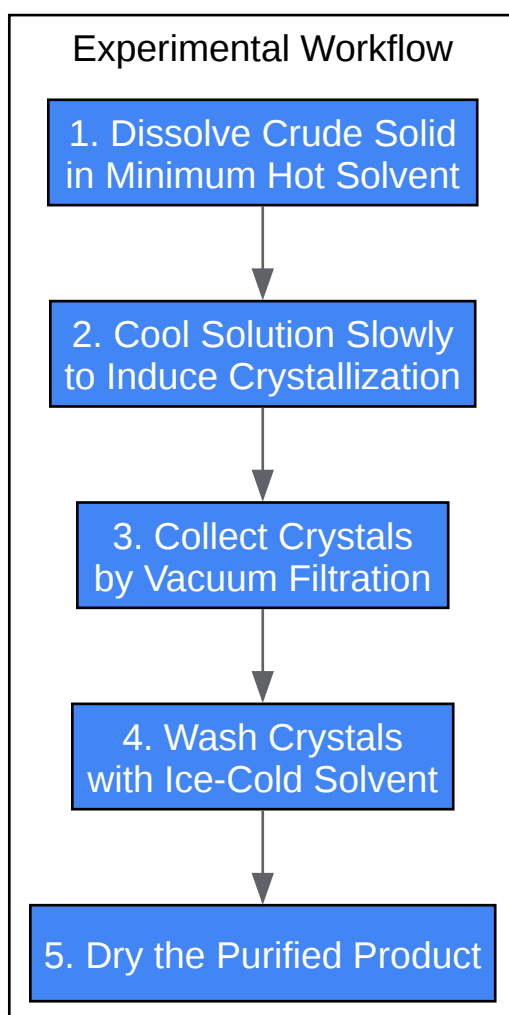 Experimental Workflow
1. Dissolve Crude Solid
in Minimum Hot Solvent
2. Cool Solution Slowly
to Induce Crystallization
3. Collect Crystals
by Vacuum Filtration
4. Wash Crystals
with Ice-Cold Solvent
5. Dry the Purified Product